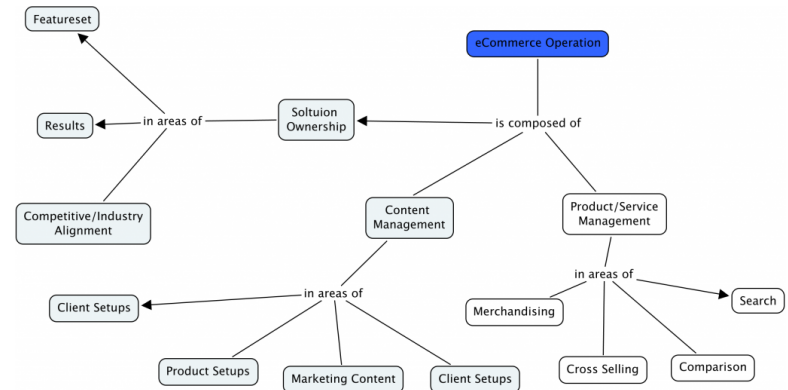 Featureset
eCommerce Operation
Soltuion
Ownership
in areas of
Results
is composed of
Competitive/Industry
Alignment
Content
Management
Product/Service
Management
in areas of
in areas of
Client Setups
Merchandising
Search
Product Setups
Marketing Content
Client Setups
Cross Selling
Comparison